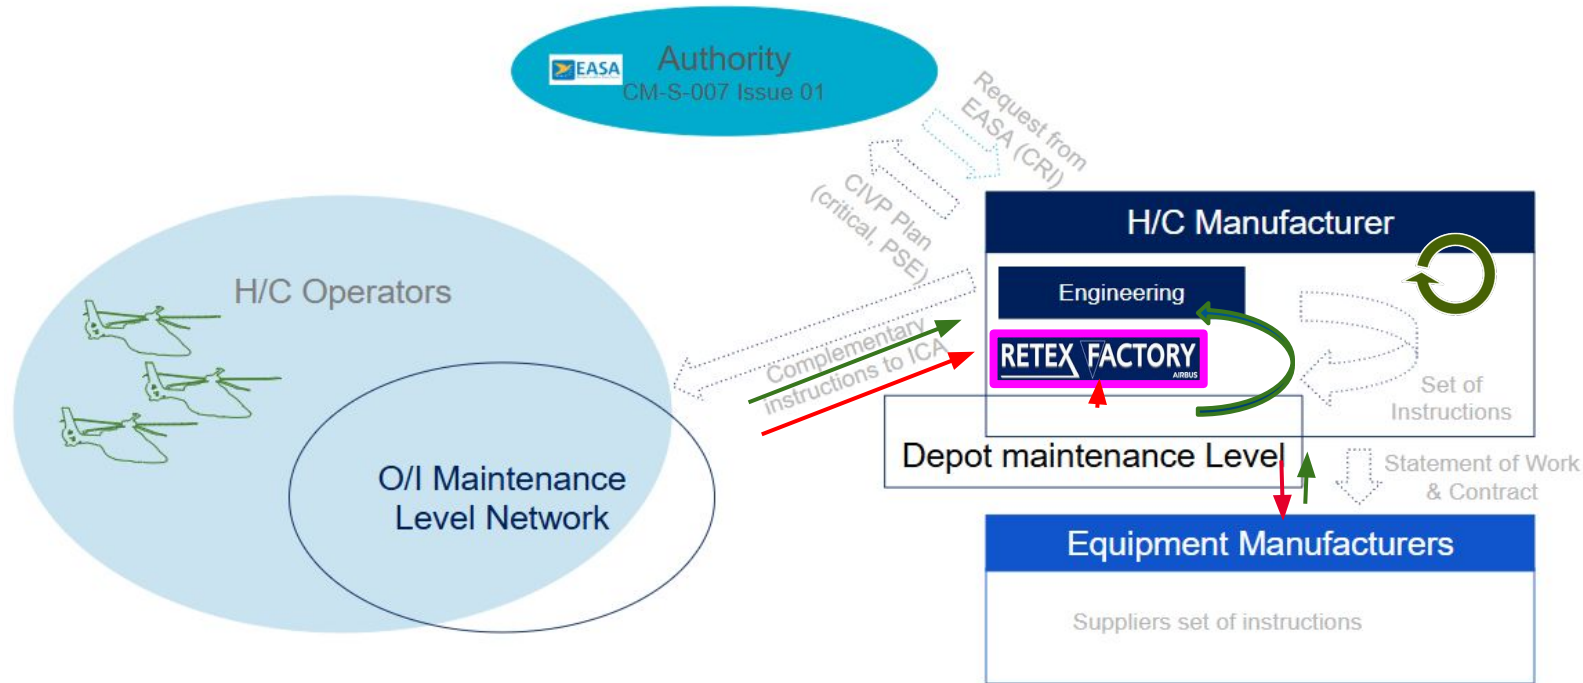 EASA
Authority
CM-S-007 Issue 01
Request from
EASA (CRI)
CIVP Plan
(critical, PSE)
H/C Manufacturer
Engineering
RETEX FACTORY
AIRBUS
Set of
Instructions
H/C Operators
Complementary
instructions to ICA
Depot maintenance Level
O/I Maintenance
Level Network
Statement of Work
& Contract
Equipment Manufacturers
Suppliers set of instructions